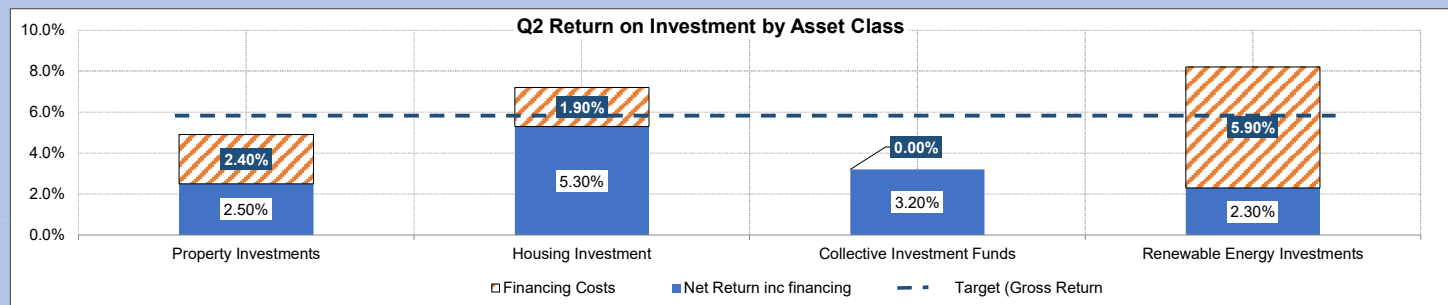 Q2 Return on Investment by Asset Class
10.0%
8.0%
6.0%
4.0%
2.0%
0.0%
2.40%
2.50%
1.90%
5.30%
0.00%
3.20%
5.90%
2.30%
Property Investments
Housing Investment
Collective Investment Funds
Renewable Energy Investments
Financing Costs
Net Return inc financing
Target (Gross Return